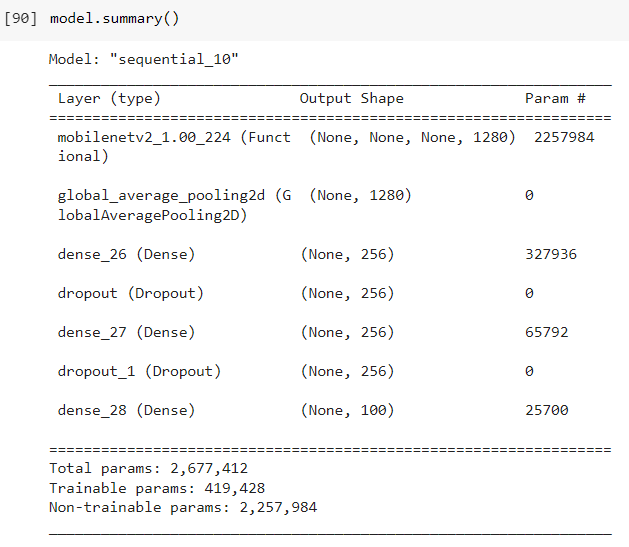 [90] model.summary()
Model: "sequential_10"
Layer (type) Output Shape Param #
mobilenetv2_1.00_224 (Funct (None, None, None, 1280) 2257984
ional)
global_average_pooling2d (G (None, 1280) 0
lobalAveragePooling2D)
dense_26 (Dense) (None, 256) 327936
dropout (Dropout) (None, 256) 0
dense_27 (Dense) (None, 256) 65792
dropout_1 (Dropout) (None, 256) 0
dense_28 (Dense) (None, 100) 25700
Total params: 2,677,412
Trainable params: 419,428
Non-trainable params: 2,257,984